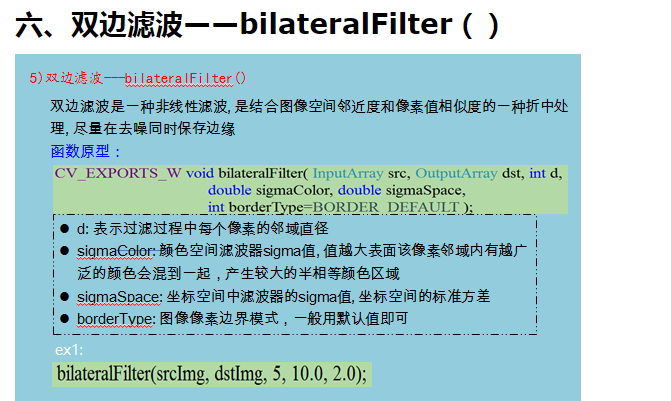 六、双边滤波——bilateralFilter（）
5)双边滤波---bilateralFilter()
双边滤波是一种非线性滤波, 是结合图像空间邻近度和像素值相似度的一种折中处
理, 尽量在去噪同时保存边缘
函数原型：
CV_EXPORTS_W void bilateralFilter( InputArray src, OutputArray dst, int d,
double sigmaColor, double sigmaSpace,
int borderType=BORDER_DEFAULT );
● d: 表示过滤过程中每个像素的邻域直径
● sigmaColor: 颜色空间滤波器sigma值, 值越大表面该像素邻域内有越广
泛的颜色会混到一起，产生较大的半相等颜色区域
● sigmaSpace: 坐标空间中滤波器的sigma值, 坐标空间的标准方差
● borderType: 图像像素边界模式，一般用默认值即可
ex1:
bilateralFilter(srcImg, dstImg, 5, 10.0, 2.0);